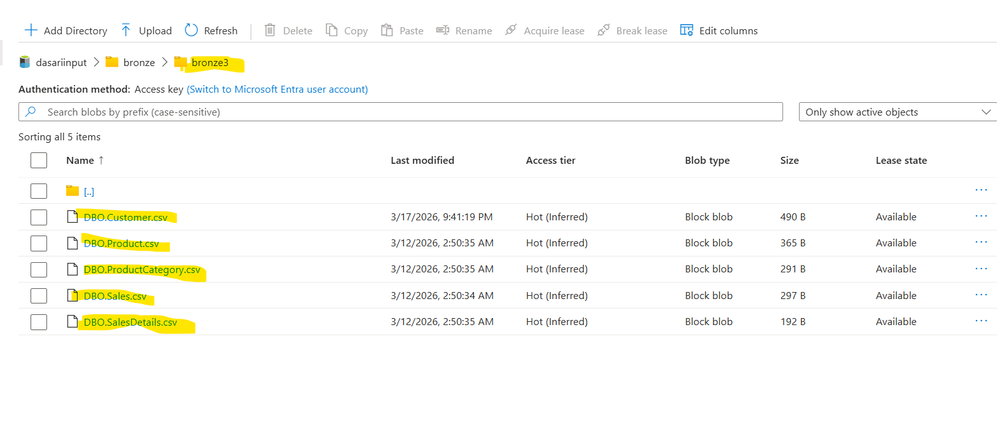 Add Directory Upload Refresh Delete Copy Paste Rename Acquire lease Break lease Edit columns
dasariinput > bronze > bronze3
Authentication method: Access key (Switch to Microsoft Entra user account)
Search blobs by prefix (case-sensitive) Only show active objects
Sorting all 5 items
Name ↑ Last modified Access tier Blob type Size Lease state
[..] ...
DBO.Customer.csv 3/17/2026, 9:41:19 PM Hot (Inferred) Block blob 490 B Available ...
DBO.Product.csv 3/12/2026, 2:50:35 AM Hot (Inferred) Block blob 365 B Available ...
DBO.ProductCategory.csv 3/12/2026, 2:50:35 AM Hot (Inferred) Block blob 291 B Available ...
DBO.Sales.csv 3/12/2026, 2:50:34 AM Hot (Inferred) Block blob 297 B Available ...
DBO.SalesDetails.csv 3/12/2026, 2:50:35 AM Hot (Inferred) Block blob 192 B Available ...